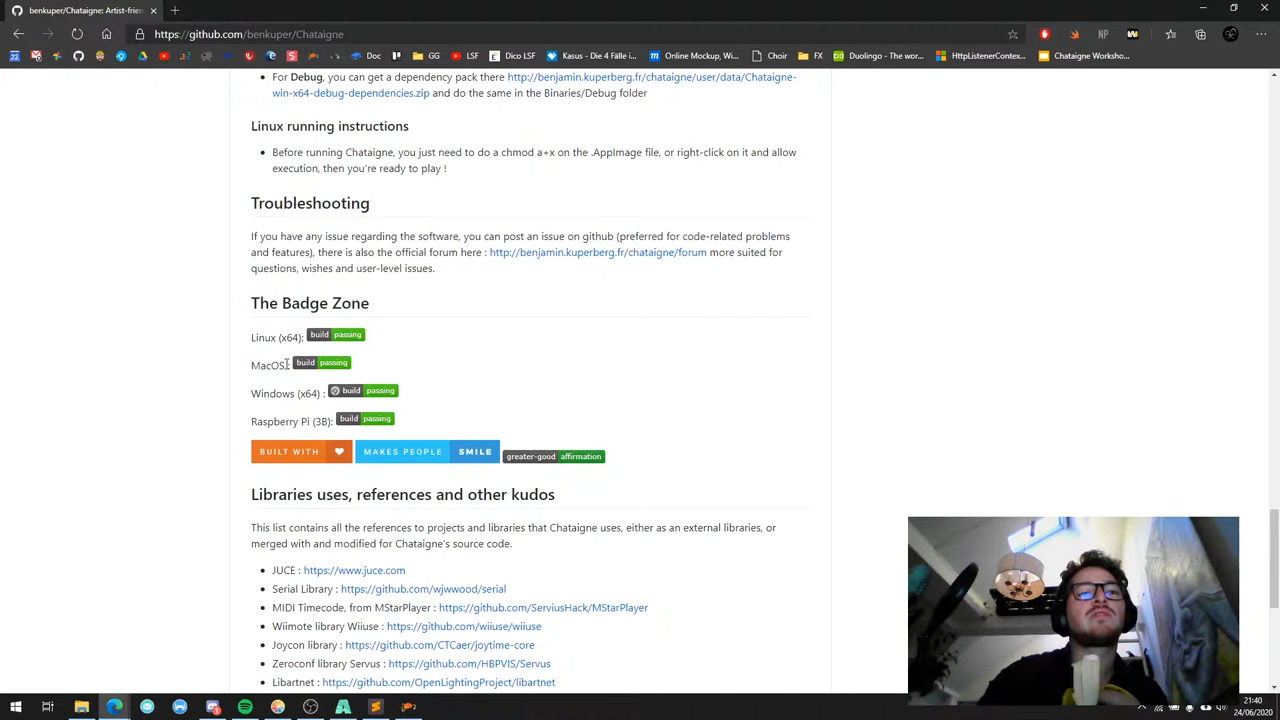 benkuper/Chataigne: Artist-frien
https://github.com/benkuper/Chataigne
Doc
GG
LSF
Dico LSF
Kasus - Die 4 Fälle i...
Online Mockup, Wi...
Choir
FX
Duolingo - The wor...
HttpListenerContex...
Chataigne Worksho...
For Debug, you can get a dependency pack there http://benjamin.kuperberg.fr/chataigne/user/data/Chataigne-
win-x64-debug-dependencies.zip and do the same in the Binaries/Debug folder
Linux running instructions
Before running Chataigne, you just need to do a chmod a+x on the .AppImage file, or right-click on it and allow
execution, then you're ready to play !
Troubleshooting
If you have any issue regarding the software, you can post an issue on github (preferred for code-related problems
and features), there is also the official forum here : http://benjamin.kuperberg.fr/chataigne/forum more suited for
questions, wishes and user-level issues.
The Badge Zone
Linux (x64): build passing
MacOS: build passing
Windows (x64) : build passing
Raspberry Pi (3B): build passing
BUILT WITH MAKES PEOPLE SMILE greater-good affirmation
Libraries uses, references and other kudos
This list contains all the references to projects and libraries that Chataigne uses, either as an external libraries, or
merged with and modified for Chataigne's source code.
JUCE : https://www.juce.com
Serial Library : https://github.com/wjwwood/serial
MIDI Timecode, from MStarPlayer : https://github.com/ServiusHack/MStarPlayer
Wiimote library Wiiuse : https://github.com/wiiuse/wiiuse
Joycon library : https://github.com/CTCaer/joytime-core
Zeroconf library Servus : https://github.com/HBPVIS/Servus
Libartnet : https://github.com/OpenLightingProject/libartnet
21:40
24/06/2020